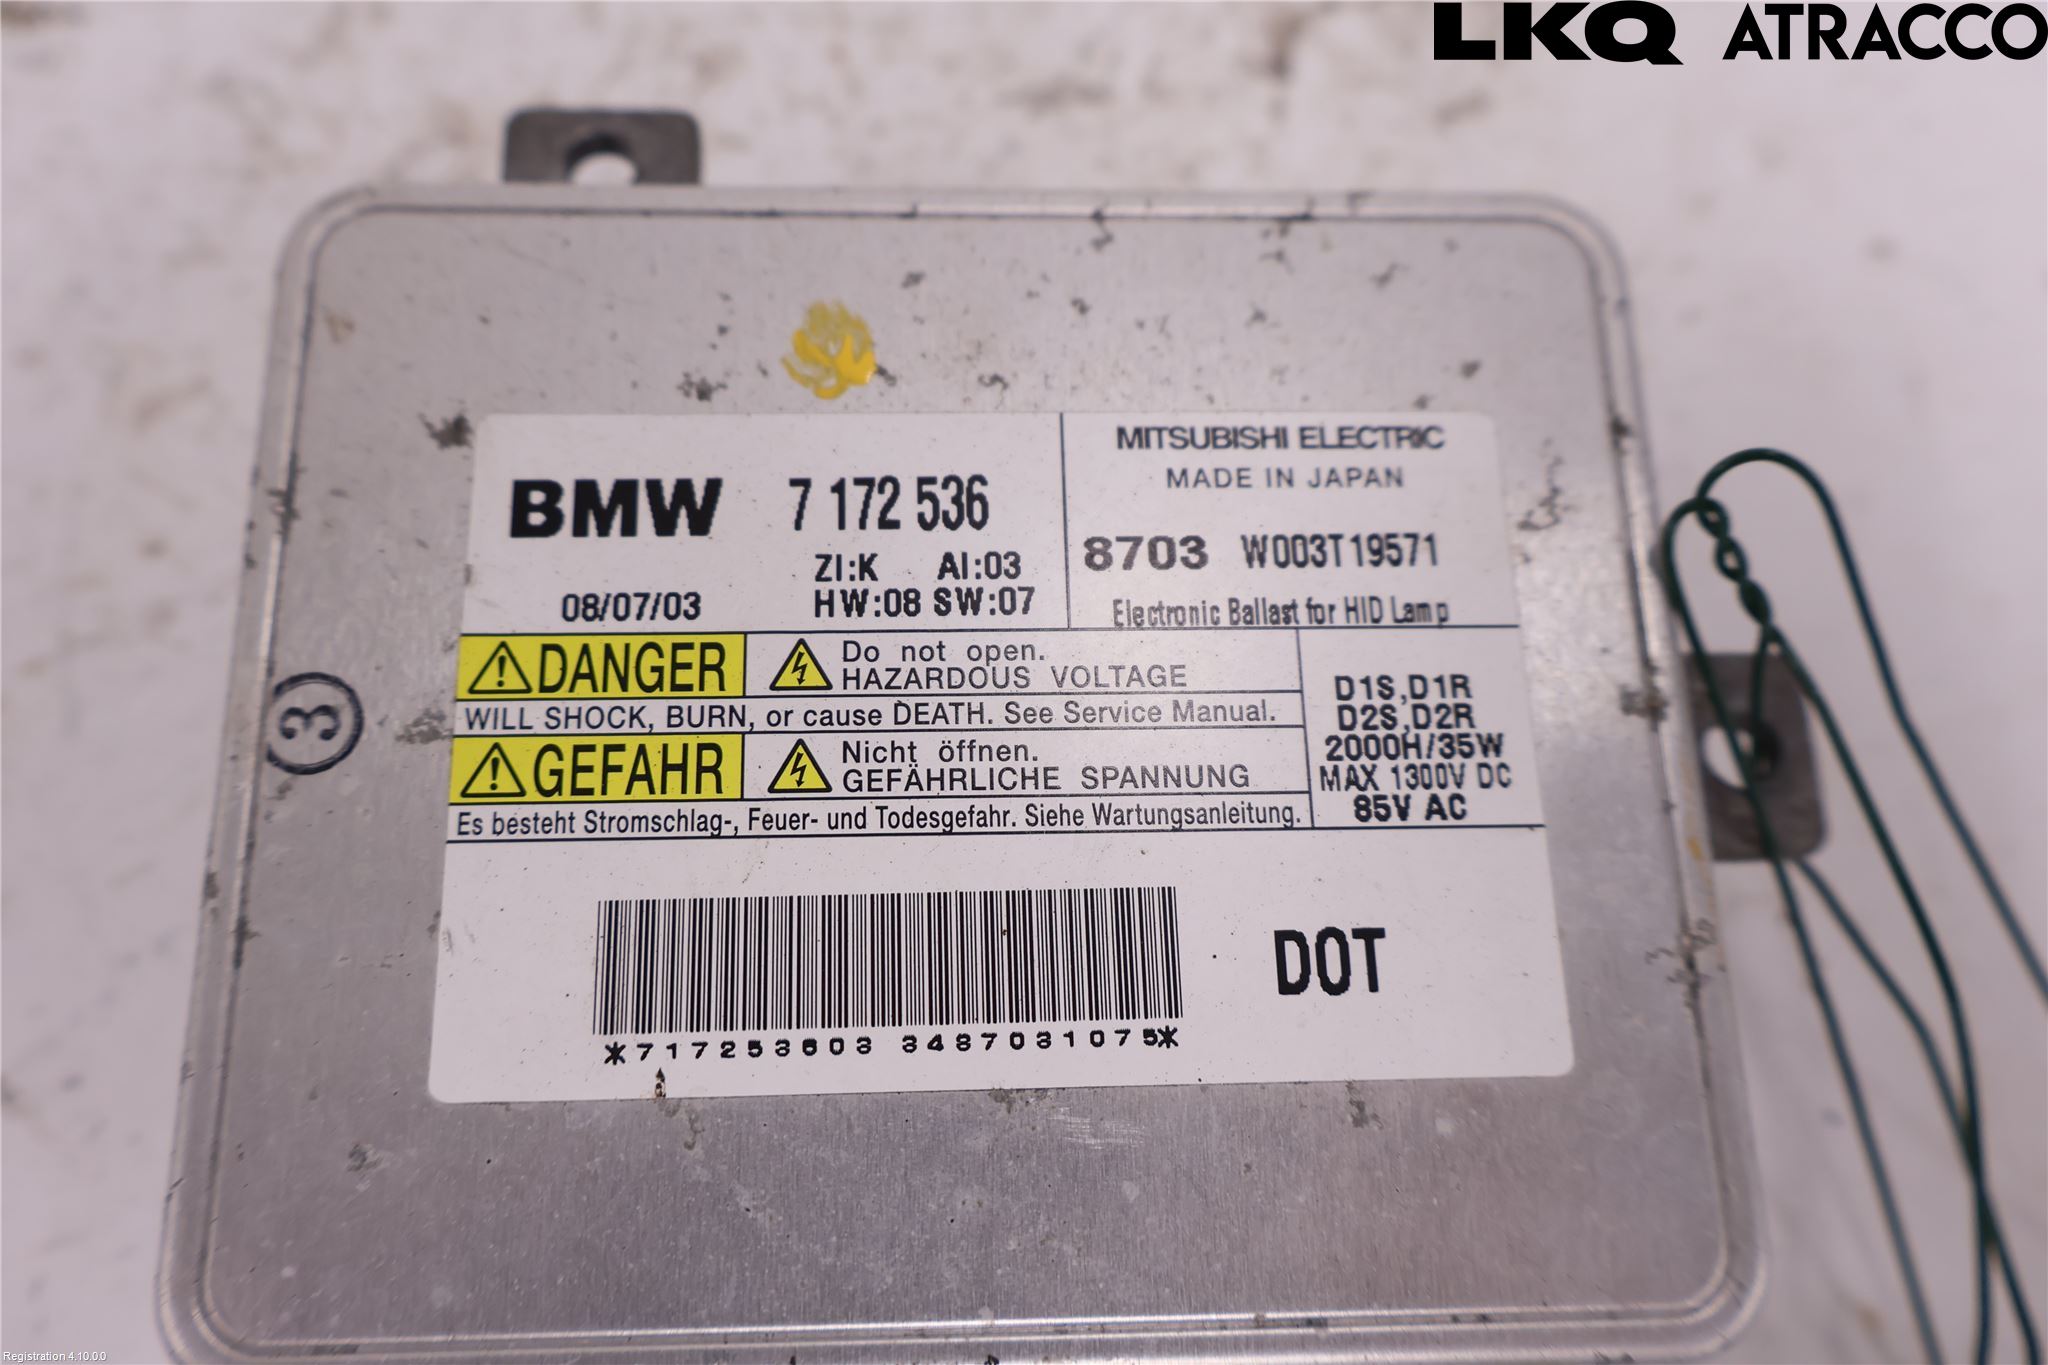 LKQ ATRACCO
BMW 7 172 536
ZI:K AI:03
08/07/03 HW:08 SW:07
MITSUBISHI ELECTRIC
MADE IN JAPAN
8703 W003T19571
Electronic Ballast for HID Lamp
DANGER
Do not open.
HAZARDOUS VOLTAGE
WILL SHOCK, BURN, or cause DEATH. See Service Manual.
GEFAHR
Nicht öffnen.
GEFÄHRLICHE SPANNUNG
Es besteht Stromschlag-, Feuer- und Todesgefahr. Siehe Wartungsanleitung.
D1S,D1R
D2S,D2R
2000H/35W
MAX 1300V DC
85V AC
*717253603 3487031075*
DOT
3
Registration 4.10.0.0